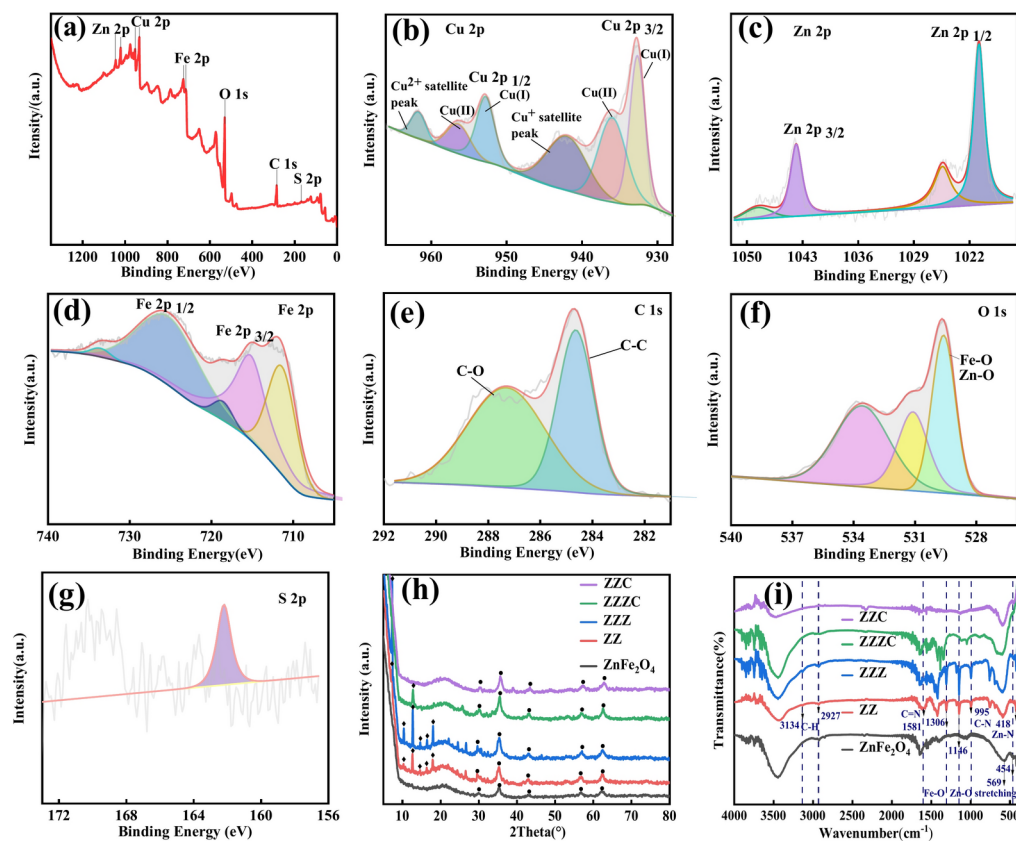 (a)
Zn 2p
Cu 2p
Fe 2p
O 1s
C 1s
S 2p
Itensity/(a.u.)
1200 1000 800 600 400 200 0
Binding Energy/(eV)
(b)
Cu 2p
Cu 2p 3/2
Cu(I)
Cu2+ satellite
peak
Cu 2p 1/2
Cu(I)
Cu(II)
Cu+ satellite
peak
Cu(II)
Intensity (a.u.)
960 950 940 930
Binding Energy/(eV)
(c)
Zn 2p
Zn 2p 1/2
Zn 2p 3/2
Intensity/(a.u.)
1050 1043 1036 1029 1022
Binding Energy/(eV)
(d)
Fe 2p 1/2
Fe 2p 3/2
Fe 2p
Intensity/(a.u.)
740 730 720 710
Binding Energy(eV)
(e)
C 1s
C-C
C-O
Intensity(a.u.)
292 290 288 286 284 282
Binding Energy(eV)
(f)
O 1s
Fe-O
Zn-O
Intensity(a.u.)
540 537 534 531 528
Binding Energy(eV)
(g)
S 2p
Intensity(a.u.)
172 168 164 160 156
Binding Energy(eV)
(h)
ZZC
ZZZC
ZZZ
ZZ
ZnFe2O4
Intensity (a.u.)
5 10 20 30 40 50 60 70 80
2Theta(°)
(i)
ZZC
ZZZC
ZZZ
ZZ
ZnFe2O4
3134
C-H
2927
C=N
1581
1306
1146
995
C-N
418
Zn-N
454
569
Fe-O
Zn-O
stretching
Transmittance(%)
4000 3500 3000 2500 2000 1500 1000 500
Wavenumber(cm-1)